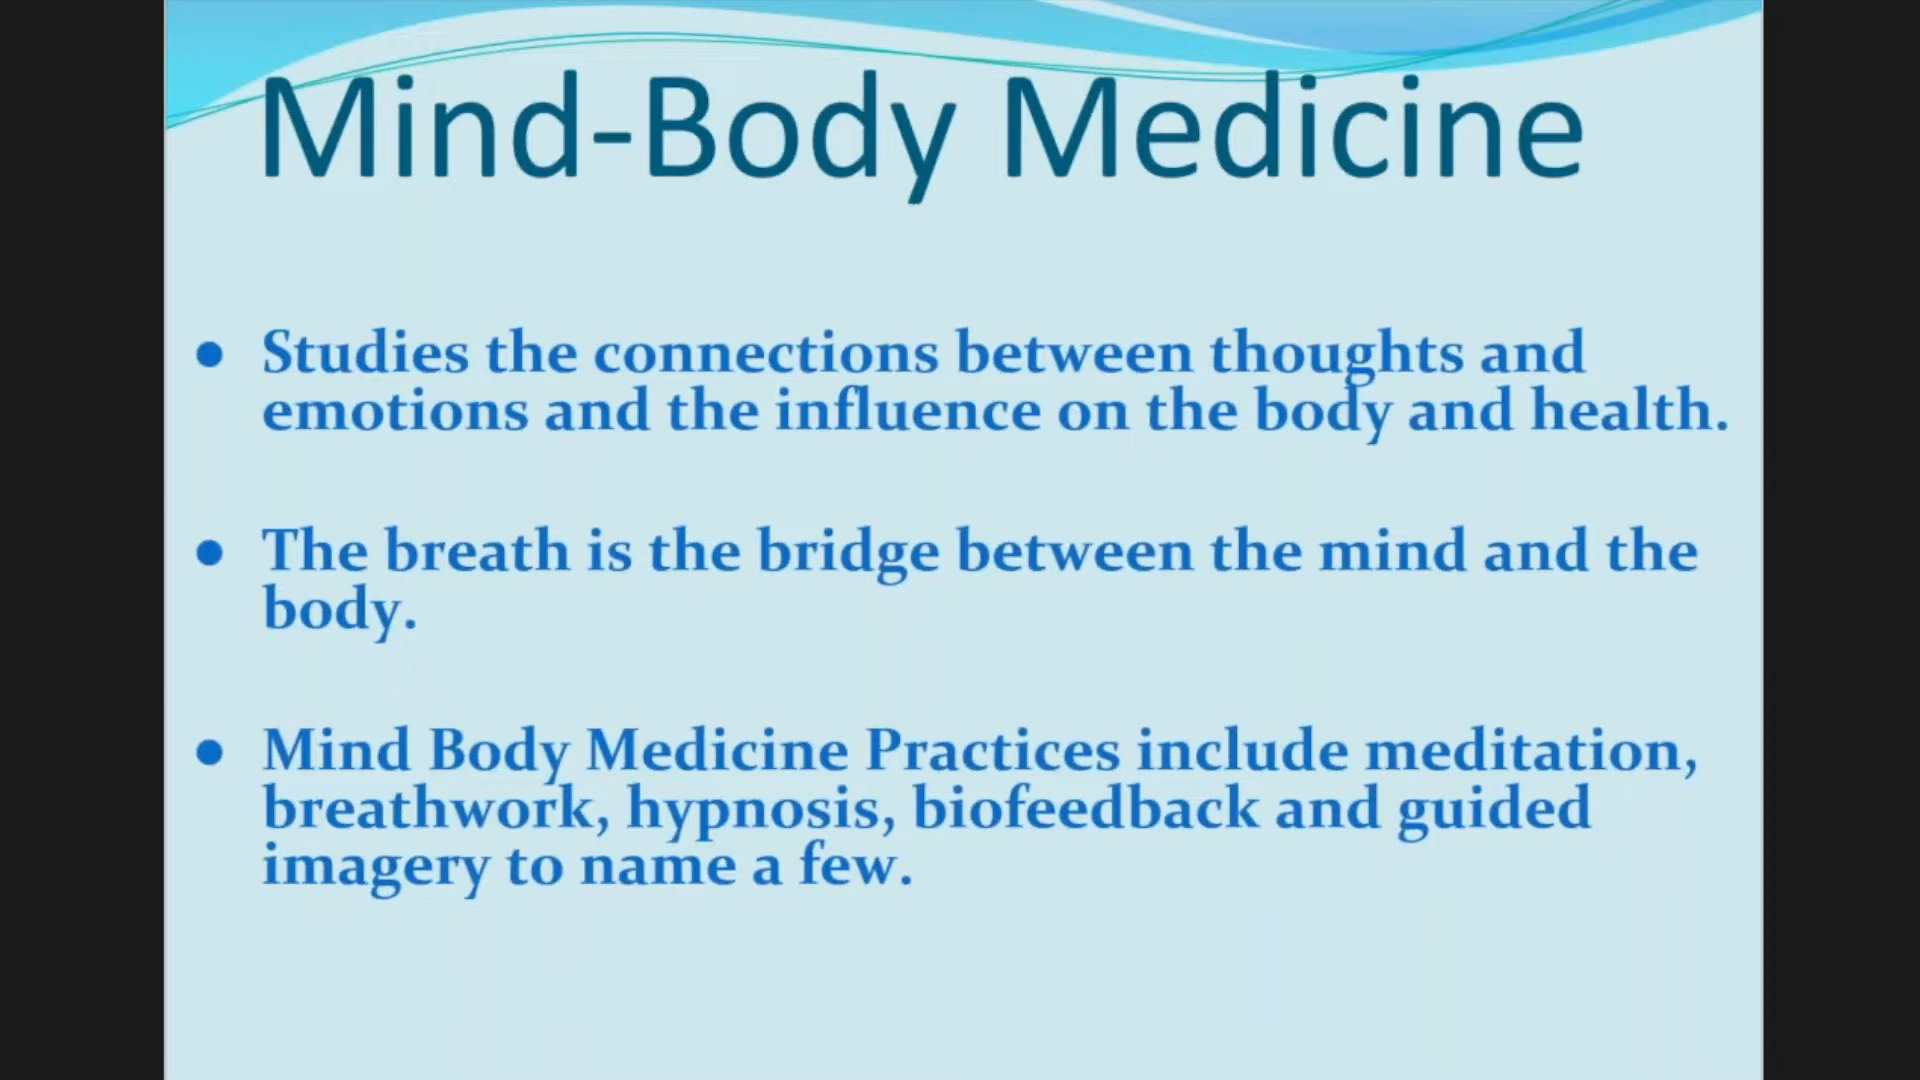 Mind-Body Medicine
● Studies the connections between thoughts and
emotions and the influence on the body and health.
● The breath is the bridge between the mind and the
body.
● Mind Body Medicine Practices include meditation,
breathwork, hypnosis, biofeedback and guided
imagery to name a few.